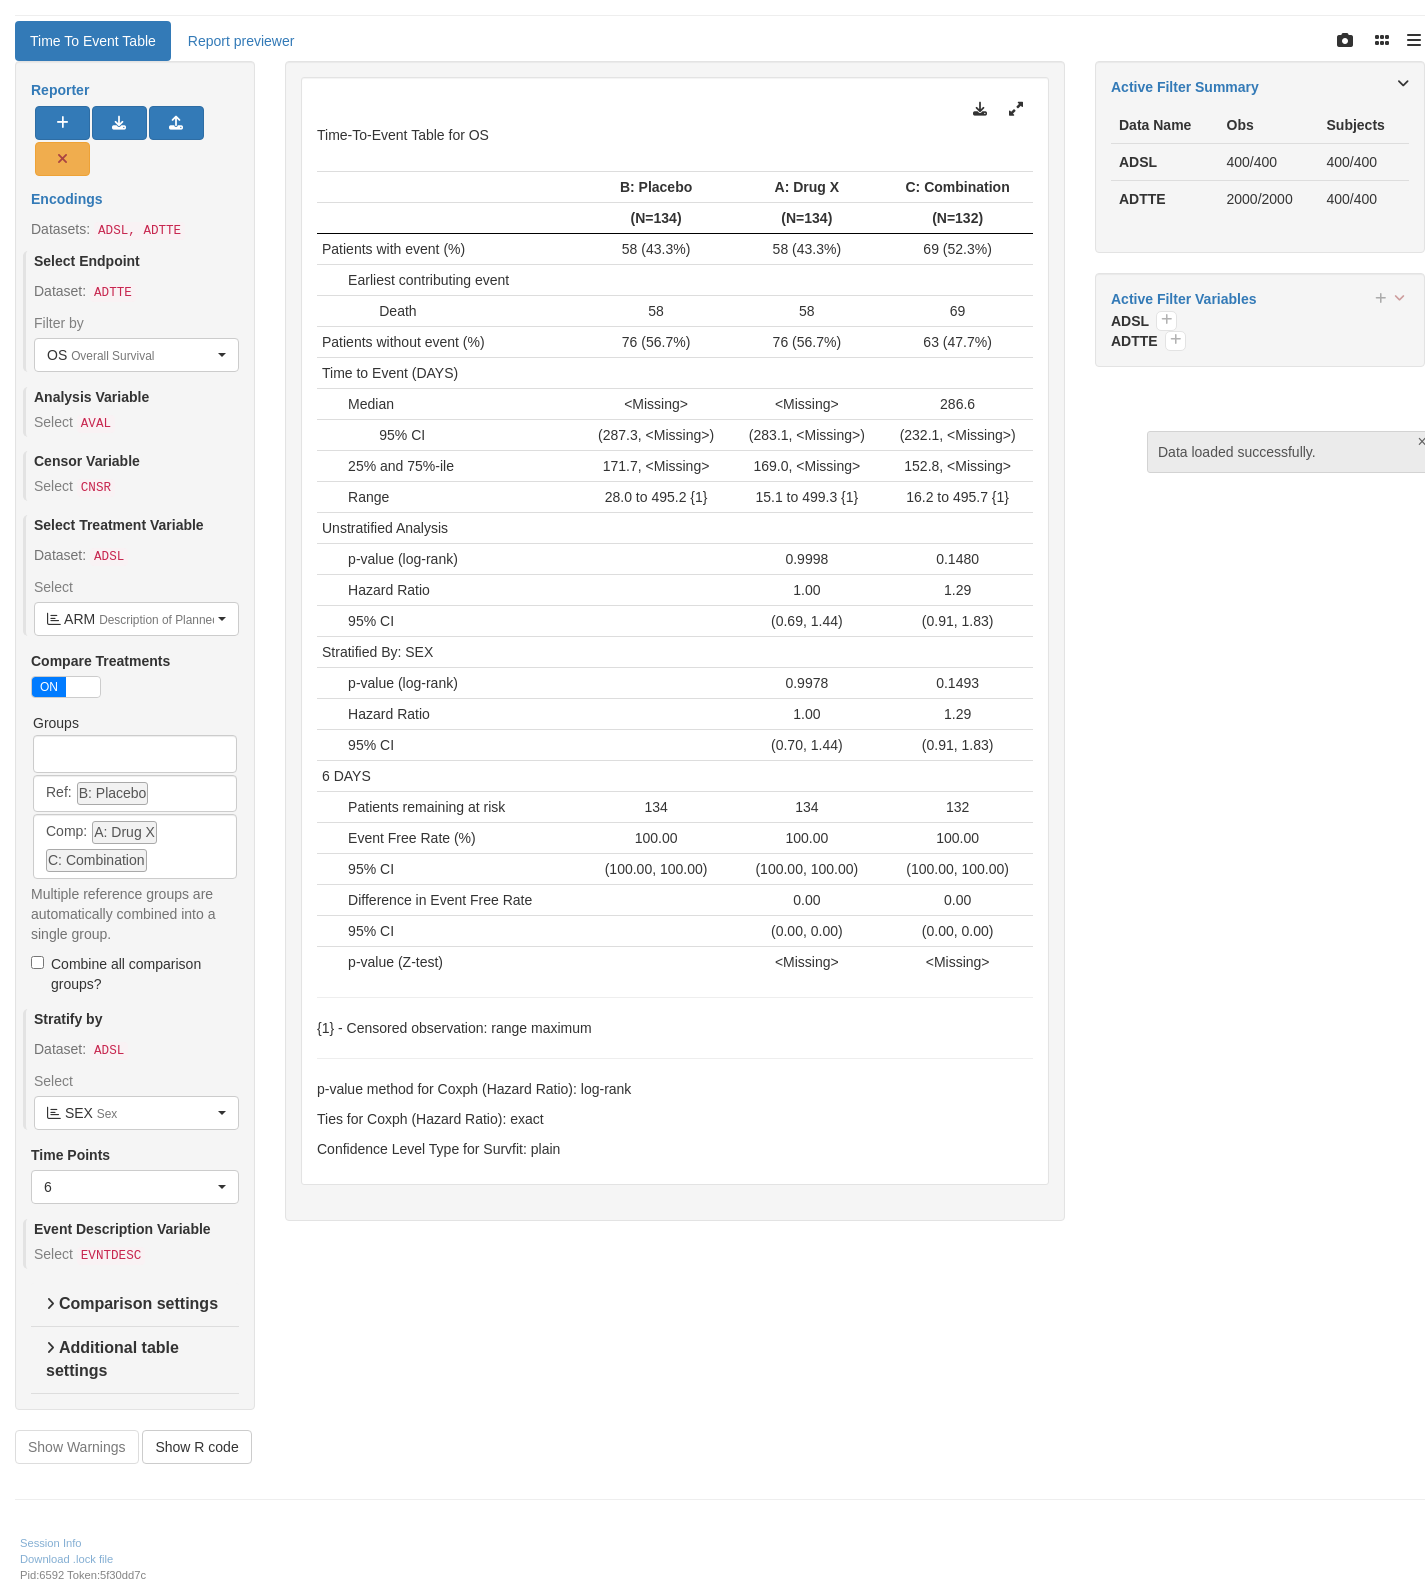 Time To Event Table Report previewer
Reporter
Encodings
Datasets: ADSL, ADTTE
Select Endpoint
Dataset: ADTTE
Filter by
OS Overall Survival
Analysis Variable
Select AVAL
Censor Variable
Select CNSR
Select Treatment Variable
Dataset: ADSL
Select
ARM Description of Planned
Compare Treatments
ON
Groups
Ref: B: Placebo
Comp: A: Drug X
C: Combination
Multiple reference groups are
automatically combined into a
single group.
Combine all comparison
groups?
Stratify by
Dataset: ADSL
Select
SEX Sex
Time Points
6
Event Description Variable
Select EVNTDESC
Comparison settings
Additional table
settings
Show Warnings Show R code
Time-To-Event Table for OS
B: Placebo A: Drug X C: Combination
(N=134) (N=134) (N=132)
Patients with event (%) 58 (43.3%) 58 (43.3%) 69 (52.3%)
Earliest contributing event
Death 58 58 69
Patients without event (%) 76 (56.7%) 76 (56.7%) 63 (47.7%)
Time to Event (DAYS)
Median <Missing> <Missing> 286.6
95% CI (287.3, <Missing>) (283.1, <Missing>) (232.1, <Missing>)
25% and 75%-ile 171.7, <Missing> 169.0, <Missing> 152.8, <Missing>
Range 28.0 to 495.2 {1} 15.1 to 499.3 {1} 16.2 to 495.7 {1}
Unstratified Analysis
p-value (log-rank) 0.9998 0.1480
Hazard Ratio 1.00 1.29
95% CI (0.69, 1.44) (0.91, 1.83)
Stratified By: SEX
p-value (log-rank) 0.9978 0.1493
Hazard Ratio 1.00 1.29
95% CI (0.70, 1.44) (0.91, 1.83)
6 DAYS
Patients remaining at risk 134 134 132
Event Free Rate (%) 100.00 100.00 100.00
95% CI (100.00, 100.00) (100.00, 100.00) (100.00, 100.00)
Difference in Event Free Rate 0.00 0.00
95% CI (0.00, 0.00) (0.00, 0.00)
p-value (Z-test) <Missing> <Missing>
{1} - Censored observation: range maximum
p-value method for Coxph (Hazard Ratio): log-rank
Ties for Coxph (Hazard Ratio): exact
Confidence Level Type for Survfit: plain
Active Filter Summary
Data Name Obs Subjects
ADSL 400/400 400/400
ADTTE 2000/2000 400/400
Active Filter Variables
ADSL
ADTTE
Data loaded successfully.
Session Info
Download .lock file
Pid:6592 Token:5f30dd7c